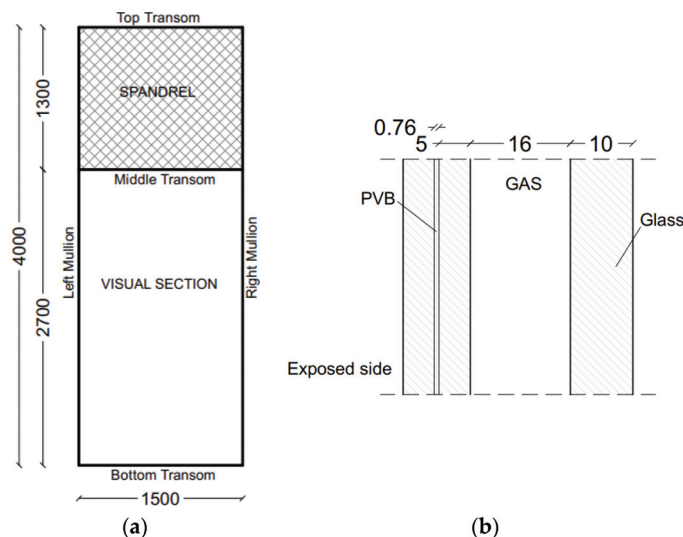 Top Transom
1300
SPANDREL
Middle Transom
4000
Left Mullion
2700
VISUAL SECTION
Right Mullion
Bottom Transom
1500
(a)
0.76
5
16
10
GAS
PVB
Glass
Exposed side
(b)